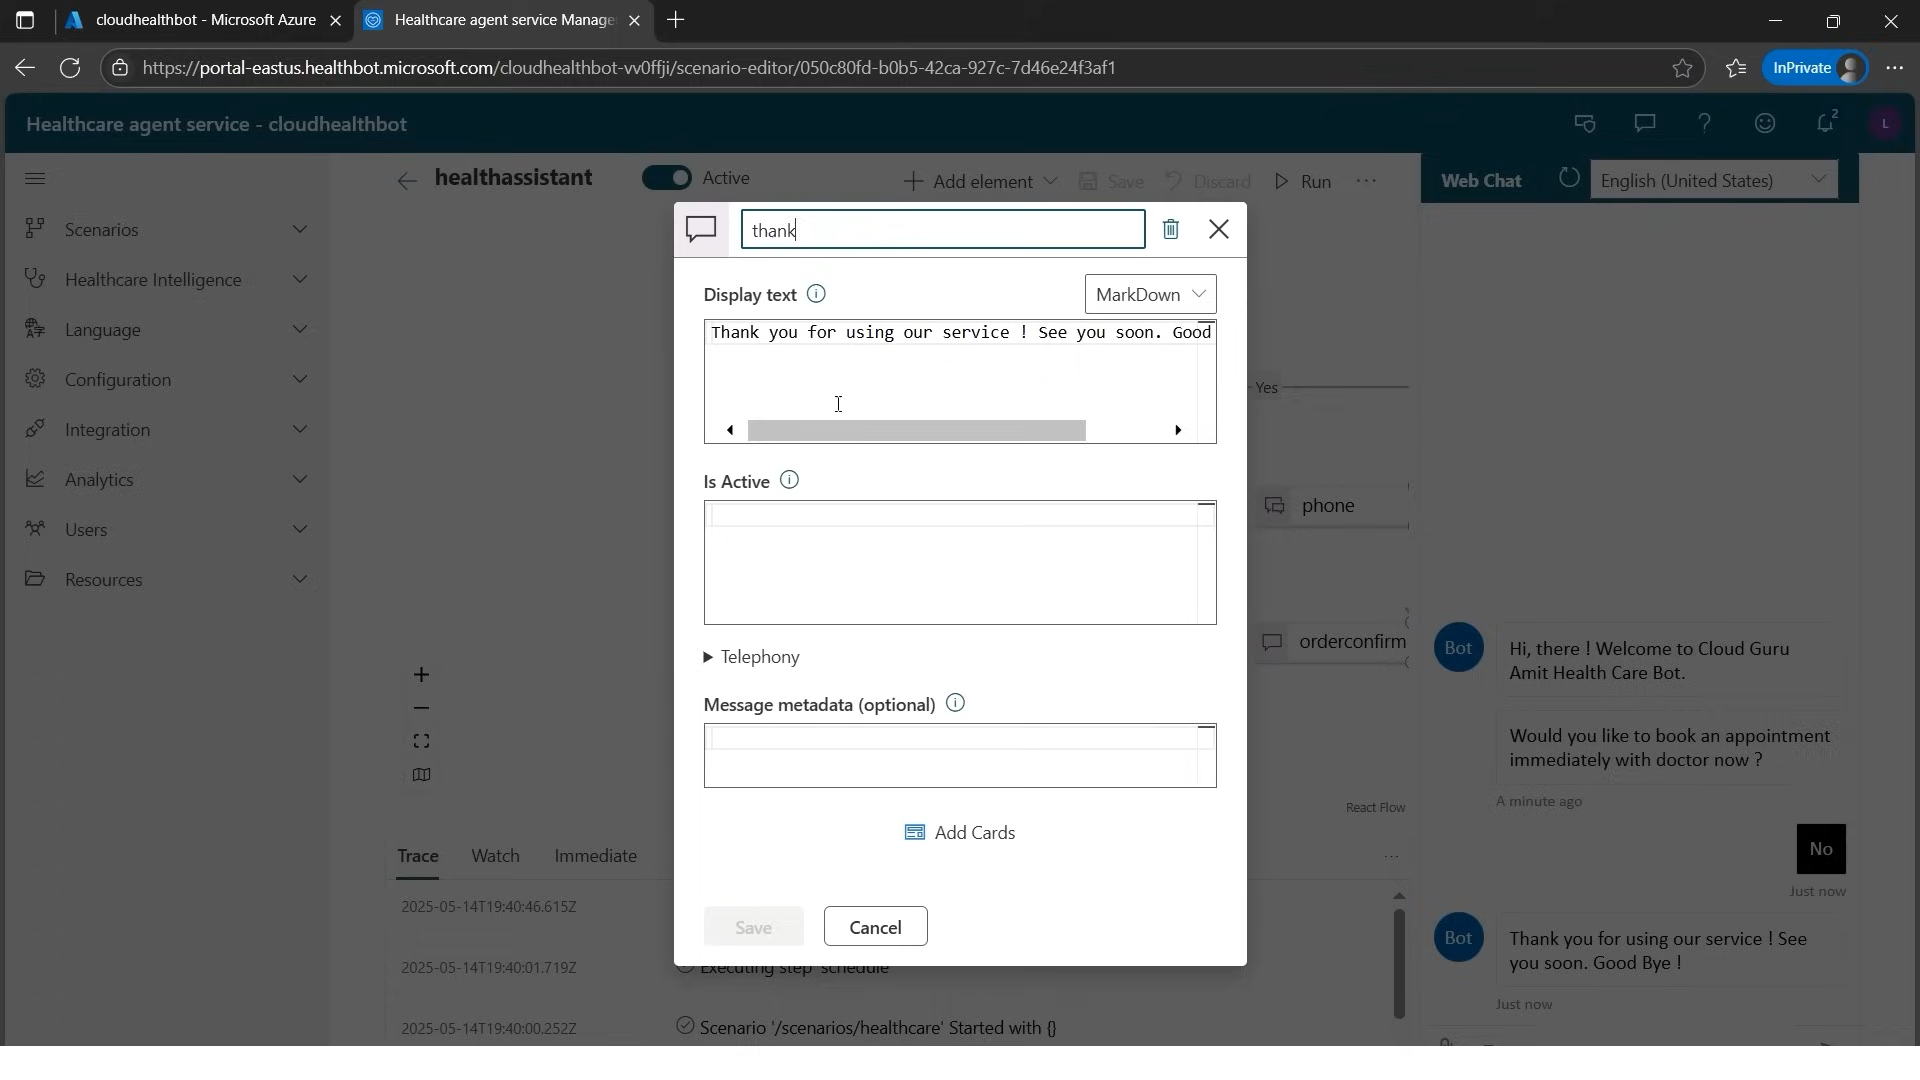 cloudhealthbot - Microsoft Azure
Healthcare agent service Manage
https://portal-eastus.healthbot.microsoft.com/cloudhealthbot-vv0ffji/scenario-editor/050c80fd-b0b5-42ca-927c-7d46e24f3af1
InPrivate
Healthcare agent service - cloudhealthbot
2
L
healthassistant
Active
Add element
Save
Discard
Run
Web Chat
English (United States)
Scenarios
Healthcare Intelligence
Language
Configuration
Integration
Analytics
Users
Resources
thank
Display text
MarkDown
Thank you for using our service ! See you soon. Good
Is Active
Telephony
Message metadata (optional)
Add Cards
Save
Cancel
Yes
phone
orderconfirm
React Flow
Trace
Watch
Immediate
2025-05-14T19:40:46.615Z
2025-05-14T19:40:01.719Z
Executing step 'schedule'
2025-05-14T19:40:00.252Z
Scenario '/scenarios/healthcare' Started with {}
Bot
Hi, there ! Welcome to Cloud Guru
Amit Health Care Bot.
Would you like to book an appointment
immediately with doctor now ?
A minute ago
No
Just now
Bot
Thank you for using our service ! See
you soon. Good Bye !
Just now